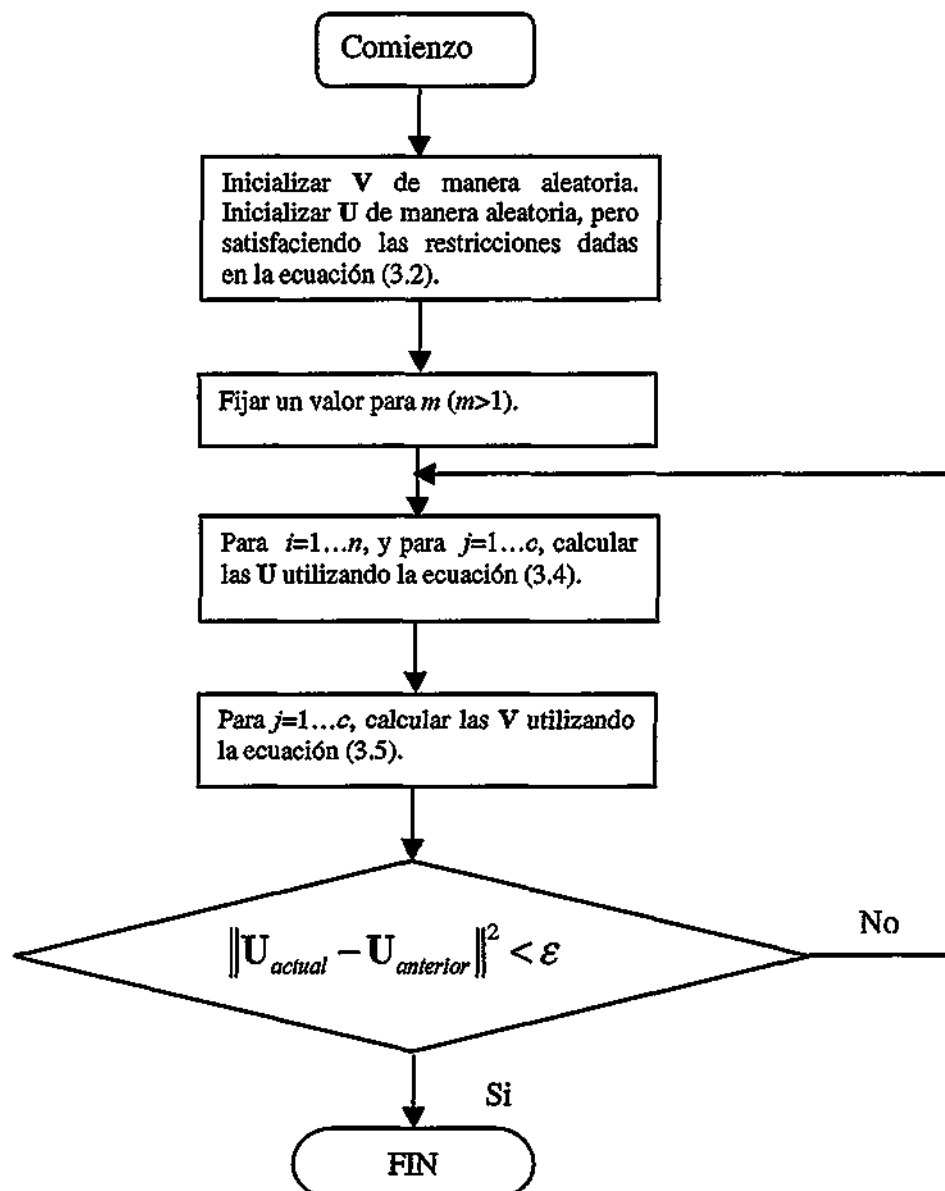 Comienzo
Inicializar V de manera aleatoria.
Inicializar U de manera aleatoria, pero
satisfaciendo las restricciones dadas
en la ecuación (3.2).
Fijar un valor para m (m>1).
Para i=1...n, y para j=1...c, calcular
las U utilizando la ecuación (3.4).
Para j=1...c, calcular las V utilizando
la ecuación (3.5).
‖U_actual − U_anterior‖² < ε
No
Si
FIN